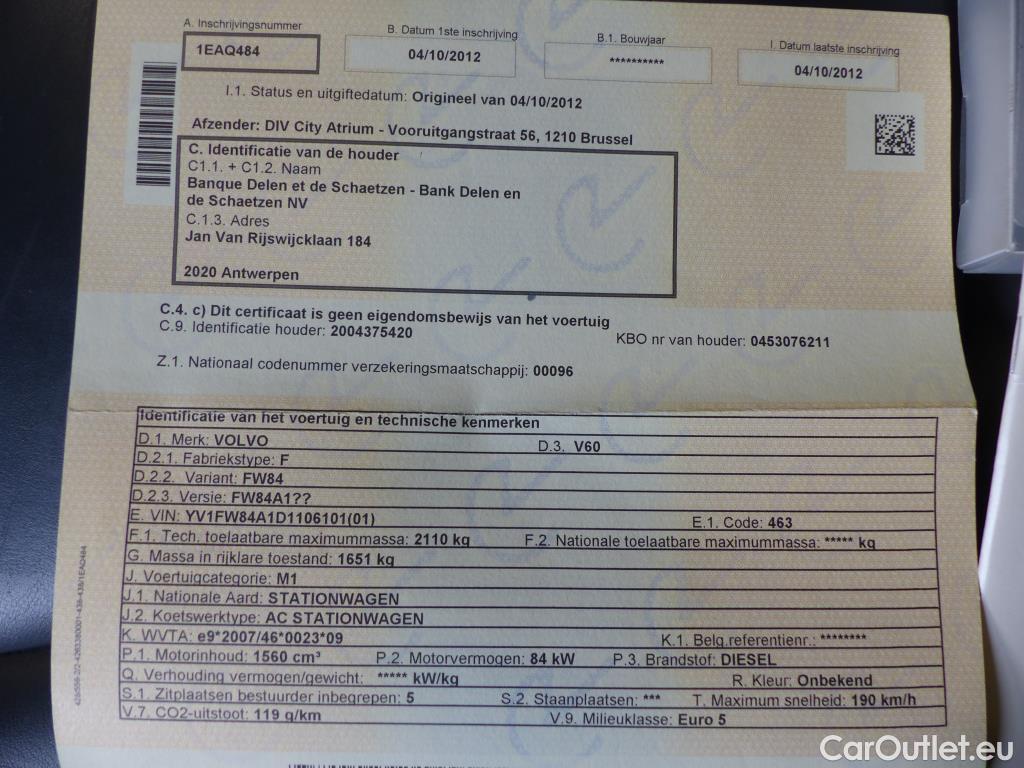 A. Inschrijvingsnummer
1EAQ484
B. Datum 1ste inschrijving
04/10/2012
B.1. Bouwjaar
**********
I. Datum laatste inschrijving
04/10/2012
I.1. Status en uitgiftedatum: Origineel van 04/10/2012
Afzender: DIV City Atrium - Vooruitgangstraat 56, 1210 Brussel
C. Identificatie van de houder
C1.1. + C1.2. Naam
Banque Delen et de Schaetzen - Bank Delen en
de Schaetzen NV
C.1.3. Adres
Jan Van Rijswijcklaan 184
2020 Antwerpen
C.4. c) Dit certificaat is geen eigendomsbewijs van het voertuig
C.9. Identificatie houder: 2004375420
KBO nr van houder: 0453076211
Z.1. Nationaal codenummer verzekeringsmaatschappij: 00096
Identificatie van het voertuig en technische kenmerken
D.1. Merk: VOLVO D.3. V60
D.2.1. Fabriekstype: F
D.2.2. Variant: FW84
D.2.3. Versie: FW84A1??
E. VIN: YV1FW84A1D1106101(01) E.1. Code: 463
F.1. Tech. toelaatbare maximummassa: 2110 kg F.2. Nationale toelaatbare maximummassa: ***** kg
G. Massa in rijklare toestand: 1651 kg
J. Voertuigcategorie: M1
J.1. Nationale Aard: STATIONWAGEN
J.2. Koetswerktype: AC STATIONWAGEN
K. WVTA: e9*2007/46*0023*09 K.1. Belg.referentienr.: ********
P.1. Motorinhoud: 1560 cm³ P.2. Motorvermogen: 84 kW P.3. Brandstof: DIESEL
Q. Verhouding vermogen/gewicht: ***** kW/kg R. Kleur: Onbekend
S.1. Zitplaatsen bestuurder inbegrepen: 5 S.2. Staanplaatsen: *** T. Maximum snelheid: 190 km/h
V.7. CO2-uitstoot: 119 g/km V.9. Milieuklasse: Euro 5
CarOutlet.eu